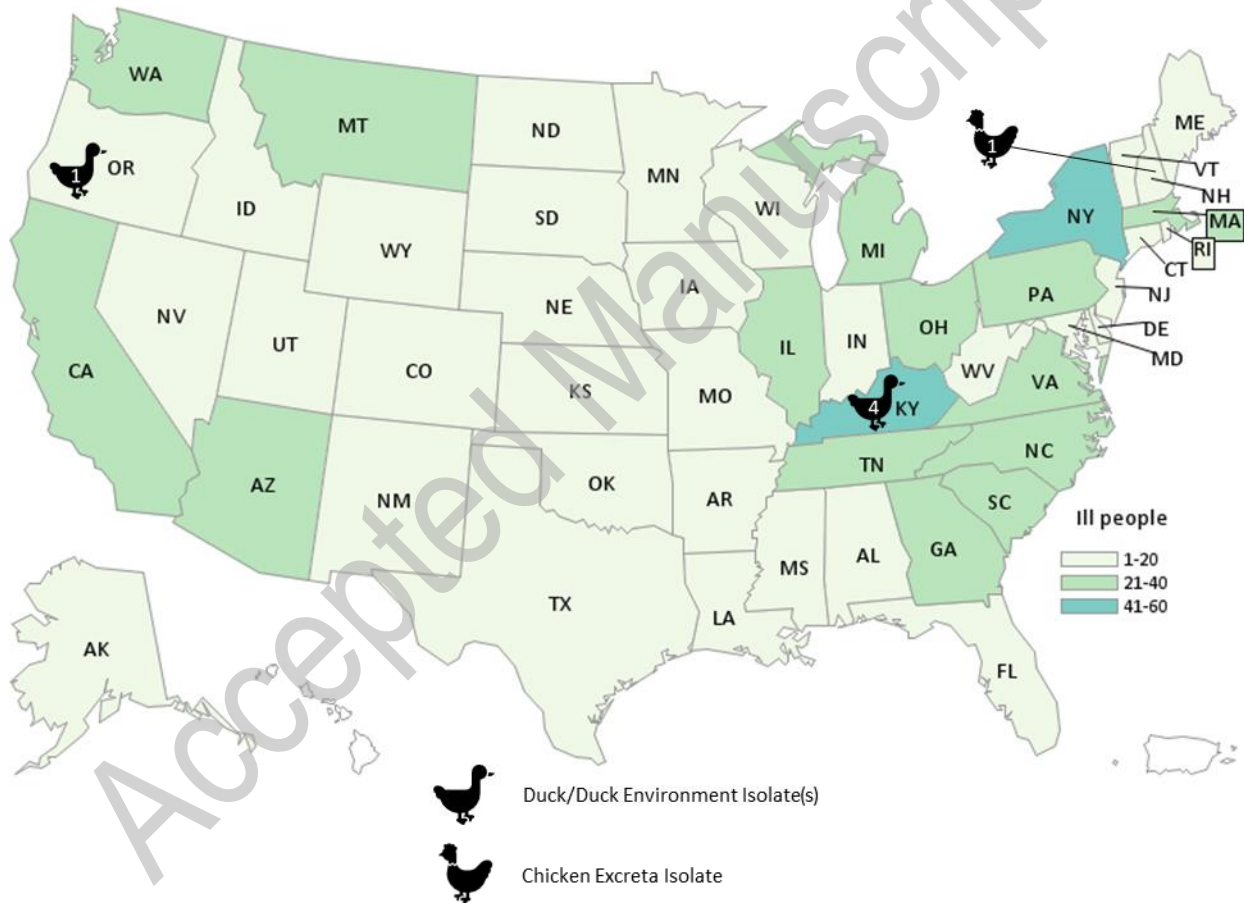 WA
MT
ND
MN
ME
1
1
OR
ID
SD
WI
VT
NH
WY
MI
NY
MA
IA
CT
RI
NE
PA
NJ
NV
UT
IL
IN
OH
DE
MD
CA
CO
KS
MO
WV
VA
4
KY
TN
NC
AZ
NM
OK
AR
SC
MS
AL
GA
Ill people
1-20
21-40
41-60
TX
LA
AK
FL
Duck/Duck Environment Isolate(s)
Chicken Excreta Isolate
Accepted Manuscrip